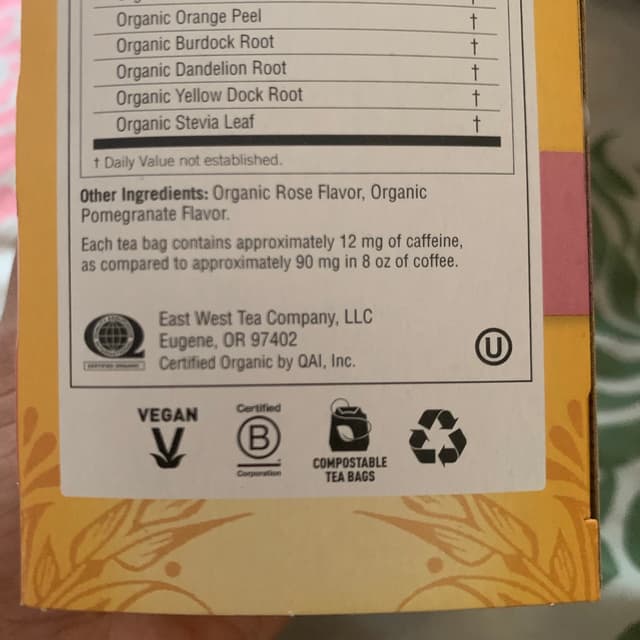 Organic Orange Peel †
Organic Burdock Root †
Organic Dandelion Root †
Organic Yellow Dock Root †
Organic Stevia Leaf †
† Daily Value not established.
Other Ingredients: Organic Rose Flavor, Organic
Pomegranate Flavor.
Each tea bag contains approximately 12 mg of caffeine,
as compared to approximately 90 mg in 8 oz of coffee.
East West Tea Company, LLC
Eugene, OR 97402
Certified Organic by QAI, Inc.
CERTIFIED ORGANIC
U
VEGAN
V
Certified
B
Corporation
COMPOSTABLE
TEA BAGS